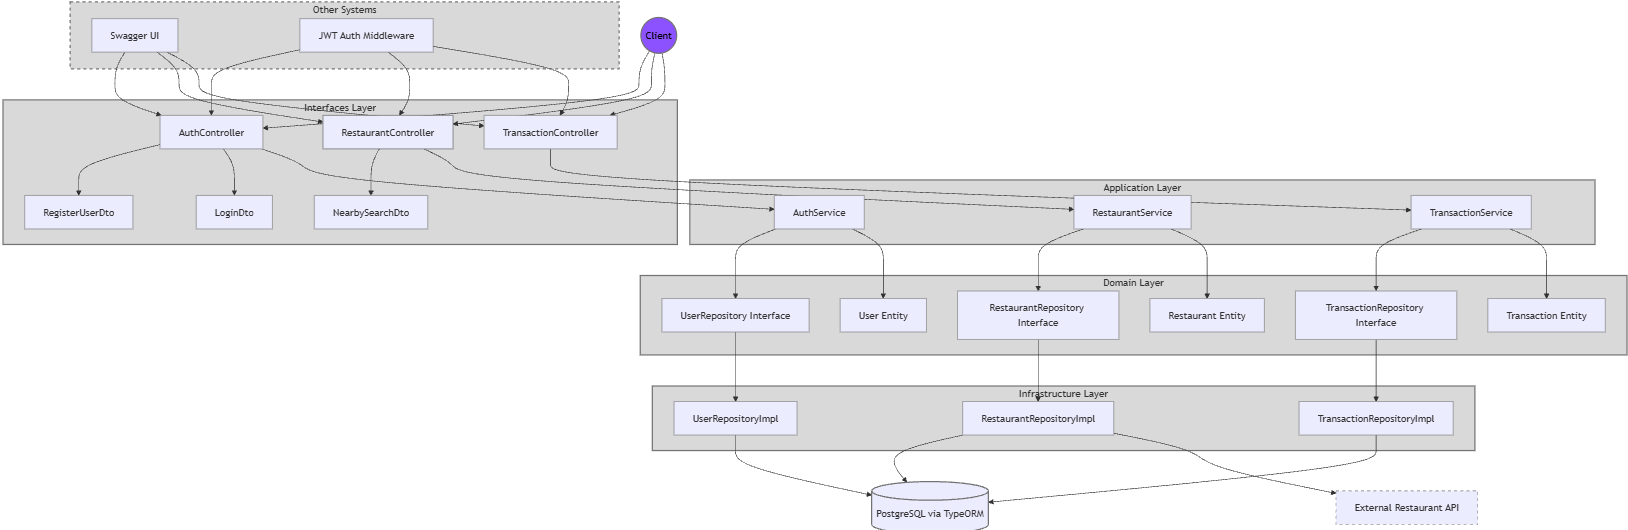 Other Systems
Swagger UI
JWT Auth Middleware
Client
Interfaces Layer
AuthController
RestaurantController
TransactionController
RegisterUserDto
LoginDto
NearbySearchDto
Application Layer
AuthService
RestaurantService
TransactionService
Domain Layer
UserRepository Interface
User Entity
RestaurantRepository
Interface
Restaurant Entity
TransactionRepository
Interface
Transaction Entity
Infrastructure Layer
UserRepositoryImpl
RestaurantRepositoryImpl
TransactionRepositoryImpl
PostgreSQL via TypeORM
External Restaurant API